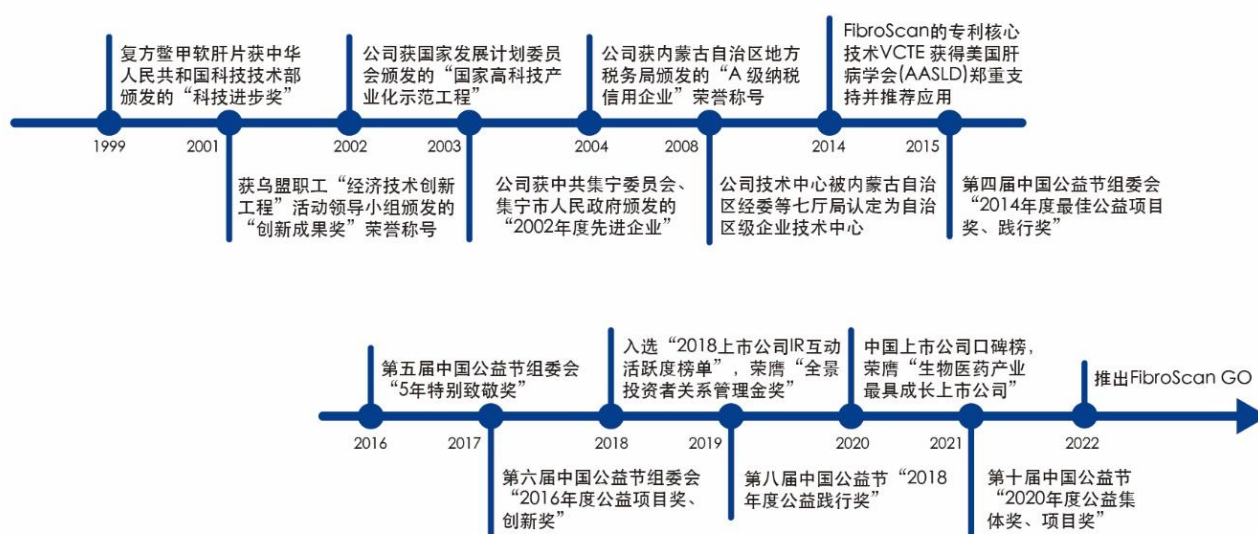 复方鳖甲软肝片获中华
人民共和国科技技术部
颁发的“科技进步奖”
公司获国家发展计划委员
会颁发的“国家高科技产
业化示范工程”
公司获内蒙古自治区地方
税务局颁发的“A 级纳税
信用企业”荣誉称号
FibroScan的专利核心
技术VCTE 获得美国肝
病学会(AASLD)郑重支
持并推荐应用
1999
2001
2002
2003
2004
2008
2014
2015
获乌盟职工“经济技术创新
工程”活动领导小组颁发的
“创新成果奖”荣誉称号
公司获中共集宁委员会、
集宁市人民政府颁发的
“2002年度先进企业”
公司技术中心被内蒙古自治
区经委等七厅局认定为自治
区级企业技术中心
第四届中国公益节组委会
“2014年度最佳公益项目
奖、践行奖”
第五届中国公益节组委会
“5年特别致敬奖”
入选“2018上市公司IR互动
活跃度榜单”，荣膺“全景
投资者关系管理金奖”
中国上市公司口碑榜，
荣膺“生物医药产业
最具成长上市公司”
推出FibroScan GO
2016
2017
2018
2019
2020
2021
2022
第六届中国公益节组委会
“2016年度公益项目奖、
创新奖”
第八届中国公益节“2018
年度公益践行奖”
第十届中国公益节
“2020年度公益集
体奖、项目奖”